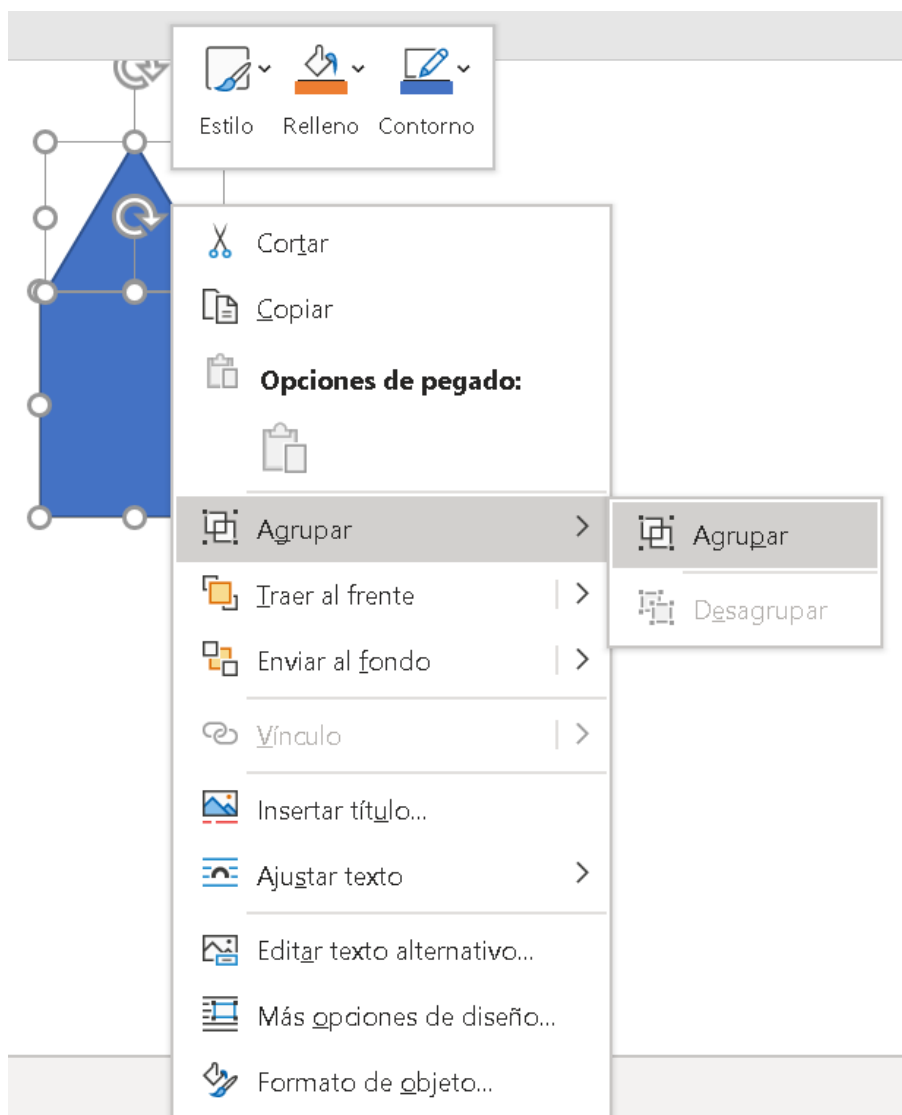 Estilo Relleno Contorno
Cortar
Copiar
Opciones de pegado:
Agrupar
Agrupar
Traer al frente
Desagrupar
Enviar al fondo
Vínculo
Insertar título...
Ajustar texto
Editar texto alternativo...
Más opciones de diseño...
Formato de objeto...